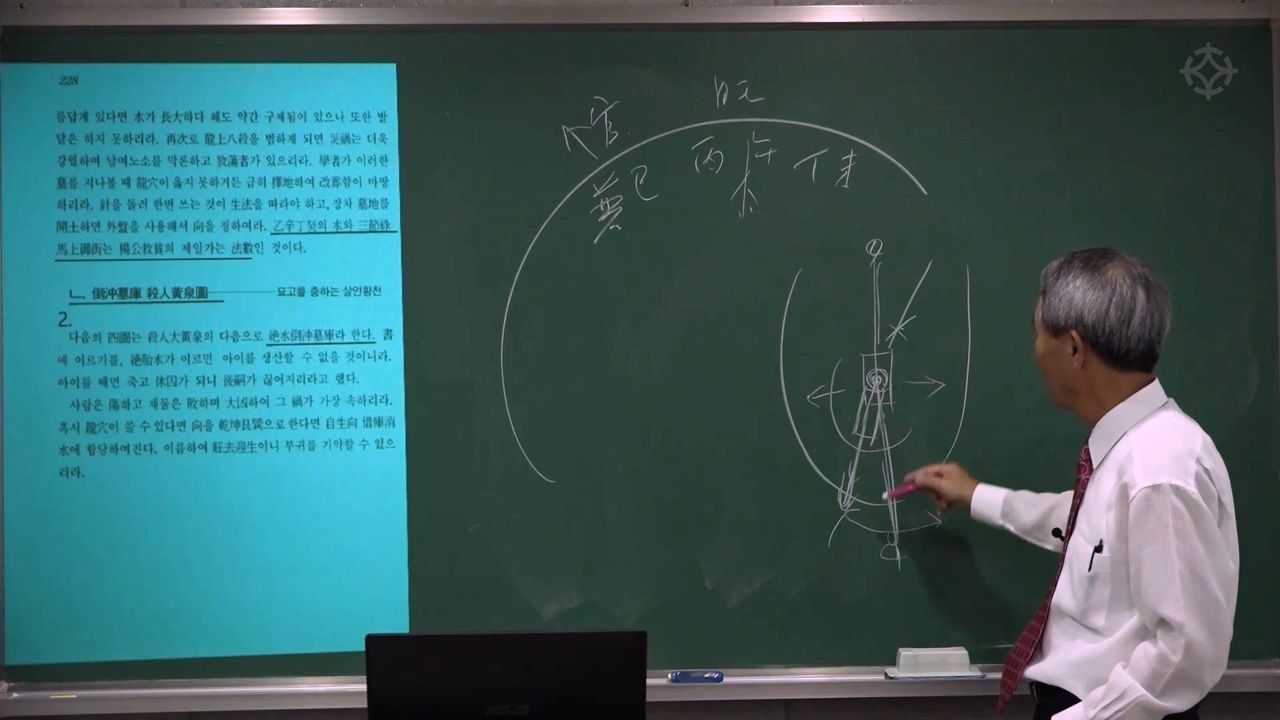 228
름답게 있다면 水가 長大하다 해도 약간 구제됨이 있으나 또한 발
달은 하지 못하리라. 再次로 龍上八殺을 범하게 되면 災禍는 더욱
강렬하여 남여노소를 막론하고 敗蕩者가 있으리라. 學者가 이러한
墓를 지나볼 때 龍穴이 옳지 못하거든 급히 擇地하여 改葬함이 마땅
하리라. 針을 돌려 한번 쓰는 것이 生法을 따라야 하고, 장차 墓地를
開土하면 外盤을 사용해서 向을 정하여라. 乙辛丁癸의 水와 三節祿
馬上御街는 楊公救貧의 제일가는 法數인 것이다.
ㄴ. 倒沖墓庫 殺人黃泉圖 묘고를 충하는 살인황천
2.
다음의 四圖는 殺人大黃泉의 다음으로 絶水倒沖墓庫라 한다. 書
에 이르기를, 絶胎水가 이르면 아이를 생산할 수 없을 것이니라.
아이를 배면 죽고 休囚가 되니 後嗣가 끊어지리라고 했다.
사람은 傷하고 재물은 敗하며 大凶하여 그 禍가 가장 속하리라.
혹시 龍穴이 쓸 수 있다면 向을 乾坤艮巽으로 한다면 自生向 借庫消
水에 합당하여진다. 이름하여 旺去迎生이니 부귀를 기약할 수 있으
리라.
官 旺
巽巳 丙午 丁未